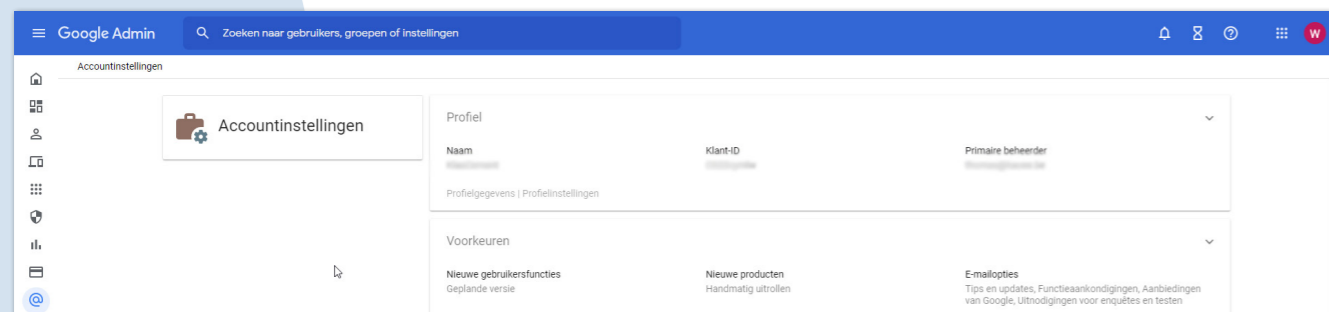 Google Admin
Zoeken naar gebruikers, groepen of instellingen
W
Accountinstellingen
Accountinstellingen
Profiel
Naam
Klant-ID
Primaire beheerder
Profielgegevens | Profielinstellingen
Voorkeuren
Nieuwe gebruikersfuncties
Geplande versie
Nieuwe producten
Handmatig uitrollen
E-mailopties
Tips en updates, Functieaankondigingen, Aanbiedingen
van Google, Uitnodigingen voor enquêtes en testen